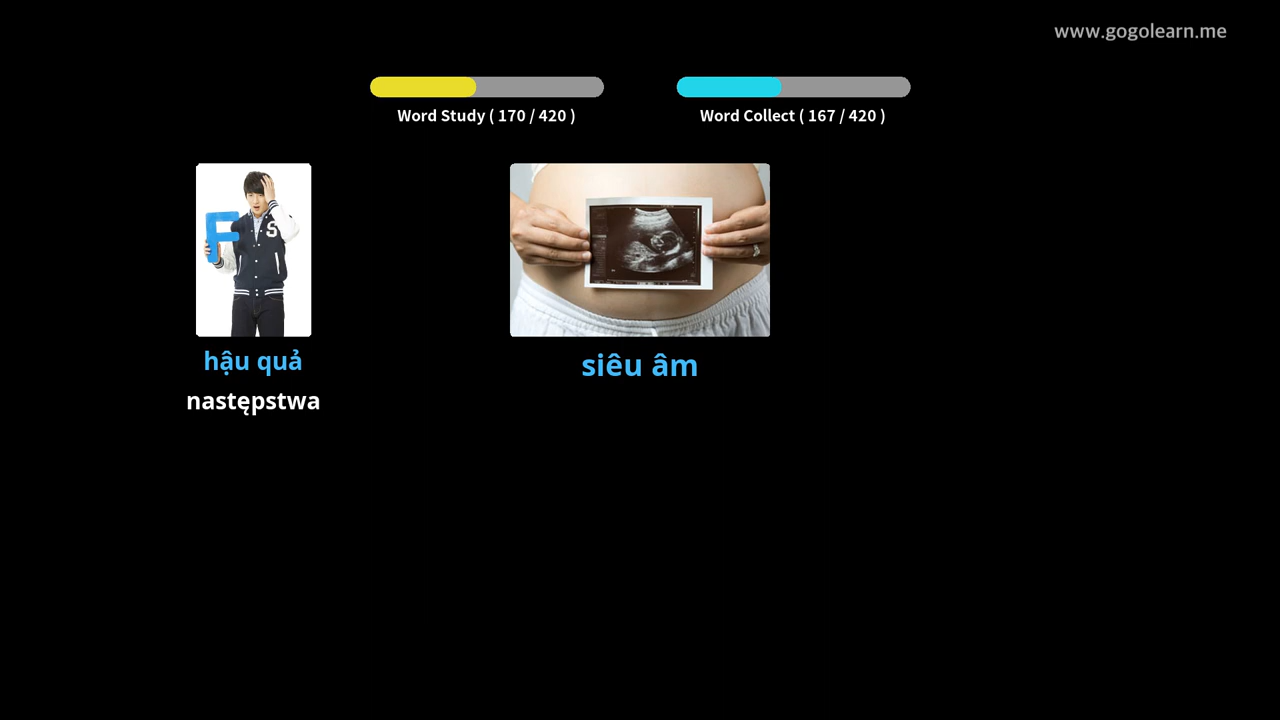 www.gogolearn.me
Word Study ( 170 / 420 )
Word Collect ( 167 / 420 )
F
S
hậu quả
następstwa
siêu âm